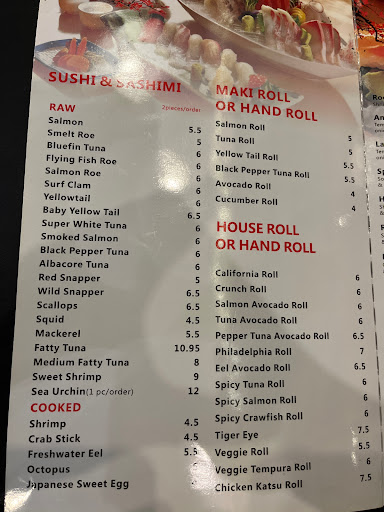 SUSHI & SASHIMI
RAW 2pieces/order
Salmon 5.5
Smelt Roe 5
Bluefin Tuna 6
Flying Fish Roe 6
Salmon Roe 6
Surf Clam 6
Yellowtail 6
Baby Yellow Tail 6.5
Super White Tuna 6
Smoked Salmon 6
Black Pepper Tuna 6
Albacore Tuna 6
Red Snapper 5
Wild Snapper 6.5
Scallops 6.5
Squid 4.5
Mackerel 5.5
Fatty Tuna 10.95
Medium Fatty Tuna 8
Sweet Shrimp 9
Sea Urchin(1 pc/order) 12
COOKED
Shrimp 4.5
Crab Stick 4.5
Freshwater Eel 5.5
Octopus
Japanese Sweet Egg
MAKI ROLL
OR HAND ROLL
Salmon Roll 5
Tuna Roll 5
Yellow Tail Roll 5.5
Black Pepper Tuna Roll 5.5
Avocado Roll 4
Cucumber Roll 4
HOUSE ROLL
OR HAND ROLL
California Roll 6
Crunch Roll 6
Salmon Avocado Roll 6
Tuna Avocado Roll 6
Pepper Tuna Avocado Roll 6.5
Philadelphia Roll 7
Eel Avocado Roll 6.5
Spicy Tuna Roll 6
Spicy Salmon Roll 6
Spicy Crawfish Roll 6
Tiger Eye 7.5
Veggie Roll 5.5
Veggie Tempura Roll 6
Chicken Katsu Roll 7.5